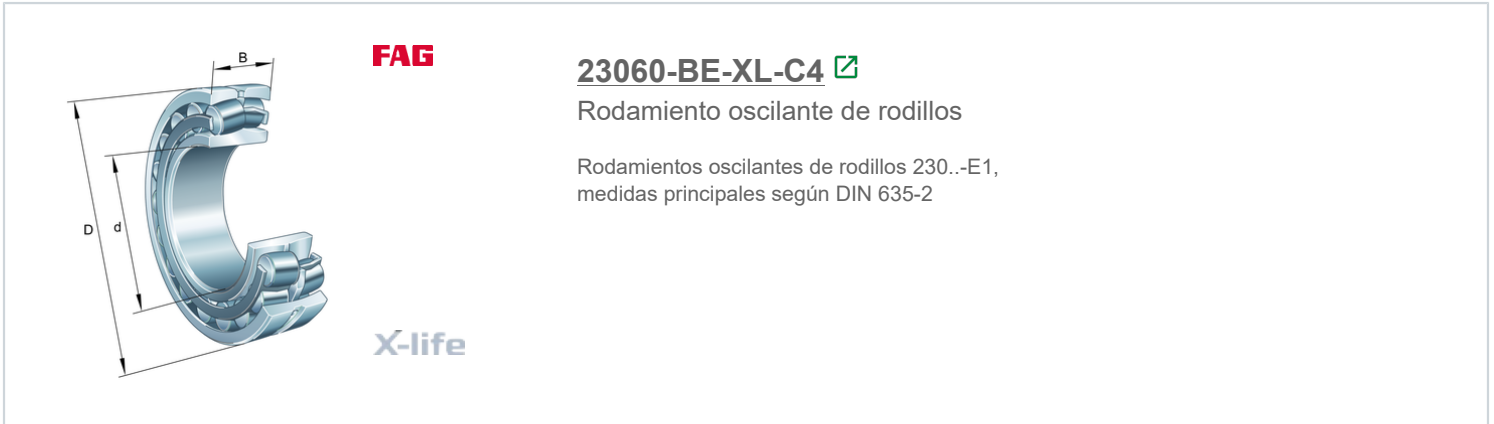 FAG
B
D
d
X-life
23060-BE-XL-C4
Rodamiento oscilante de rodillos
Rodamientos oscilantes de rodillos 230..-E1,
medidas principales según DIN 635-2